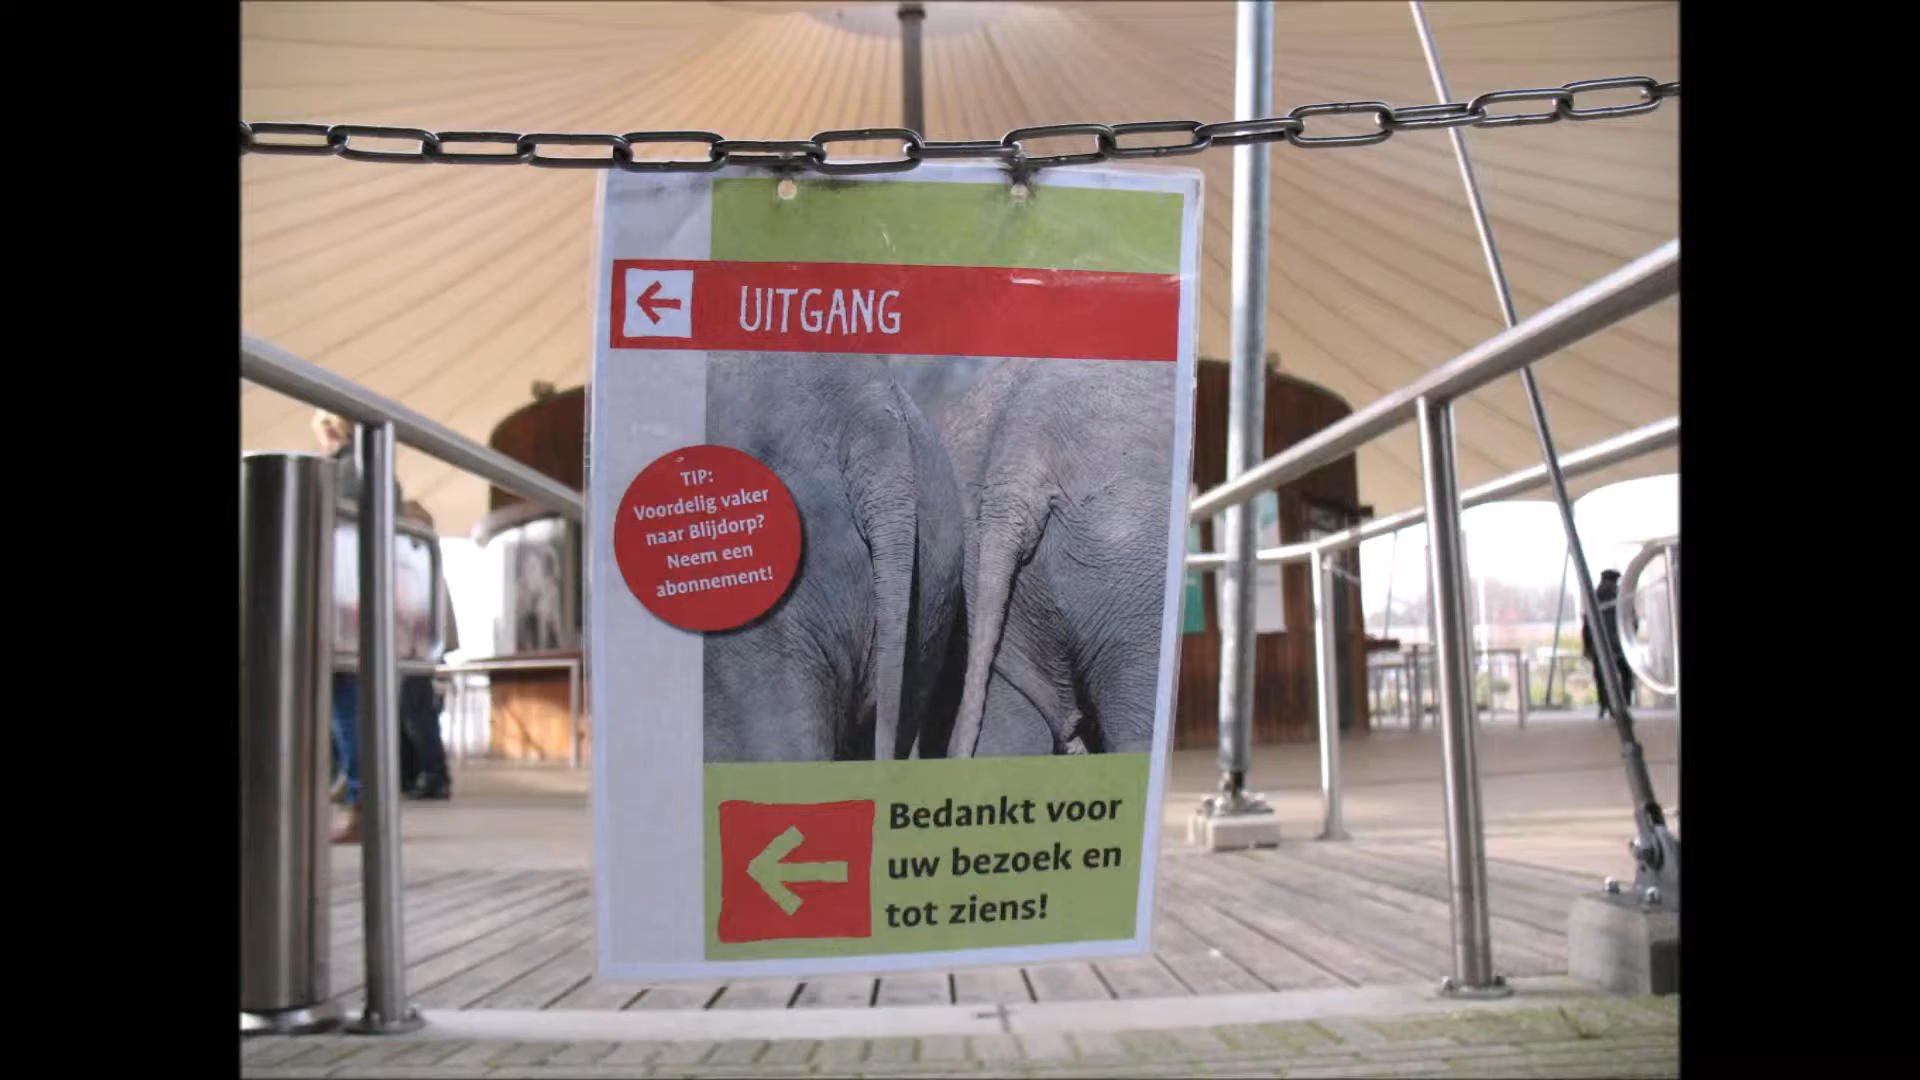 UITGANG
TIP:
Voordelig vaker
naar Blijdorp?
Neem een
abonnement!
Bedankt voor
uw bezoek en
tot ziens!